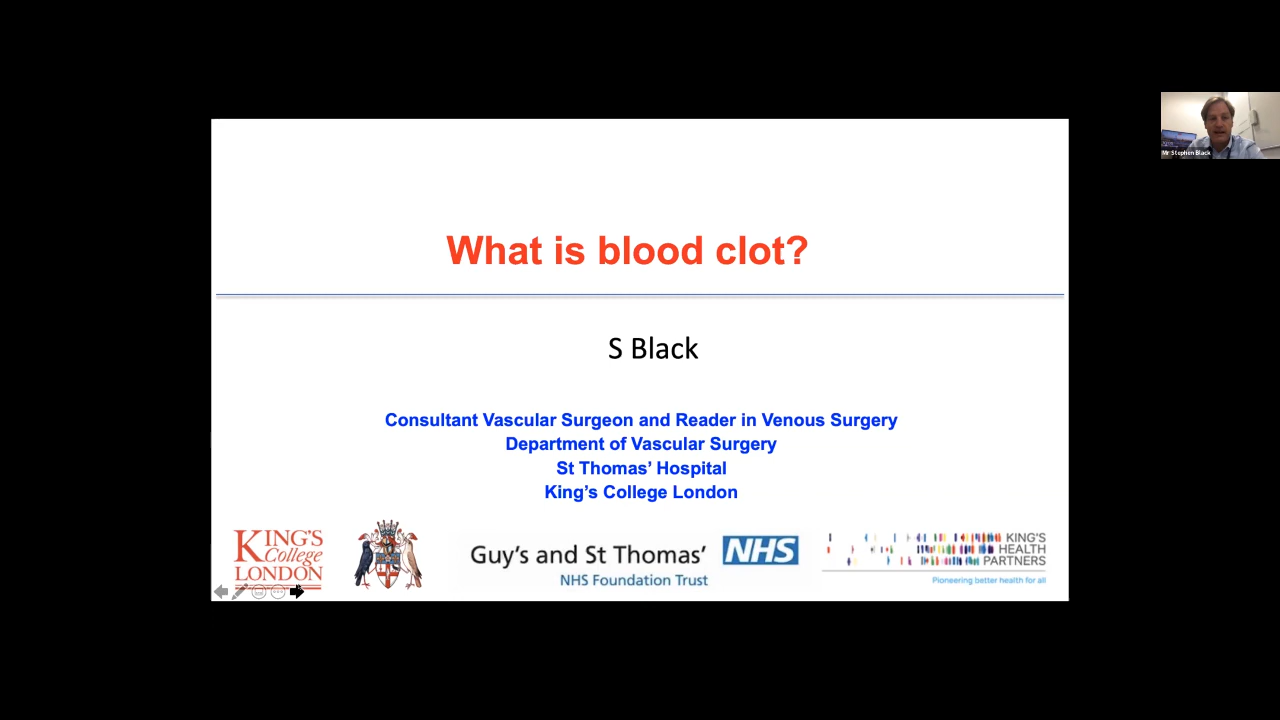 What is blood clot?
S Black
Consultant Vascular Surgeon and Reader in Venous Surgery
Department of Vascular Surgery
St Thomas’ Hospital
King’s College London
KING'S
College
LONDON
Guy’s and St Thomas’
NHS
NHS Foundation Trust
KING'S
HEALTH
PARTNERS
Pioneering better health for all
Mr Stephen Black